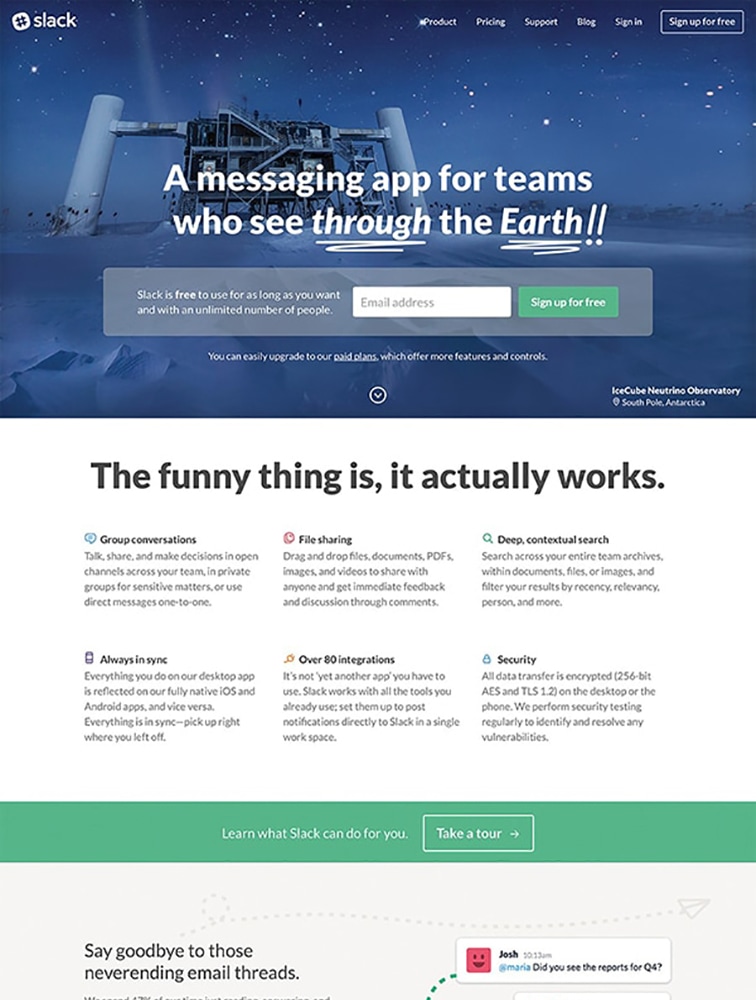 slack
Product Pricing Support Blog Sign in Sign up for free
A messaging app for teams
who see through the Earth!!
Slack is free to use for as long as you want
and with an unlimited number of people.
Email address
Sign up for free
You can easily upgrade to our paid plans, which offer more features and controls.
IceCube Neutrino Observatory
South Pole, Antarctica
The funny thing is, it actually works.
Group conversations
Talk, share, and make decisions in open
channels across your team, in private
groups for sensitive matters, or use
direct messages one-to-one.
File sharing
Drag and drop files, documents, PDFs,
images, and videos to share with
anyone and get immediate feedback
and discussion through comments.
Deep, contextual search
Search across your entire team archives,
within documents, files, or images, and
filter your results by recency, relevancy,
person, and more.
Always in sync
Everything you do on our desktop app
is reflected on our fully native iOS and
Android apps, and vice versa.
Everything is in sync—pick up right
where you left off.
Over 80 integrations
It's not 'yet another app' you have to
use. Slack works with all the tools you
already use; set them up to post
notifications directly to Slack in a single
work space.
Security
All data transfer is encrypted (256-bit
AES and TLS 1.2) on the desktop or the
phone. We perform security testing
regularly to identify and resolve any
vulnerabilities.
Learn what Slack can do for you.
Take a tour →
Say goodbye to those
neverending email threads.
Josh 10:13am
@maria Did you see the reports for Q4?